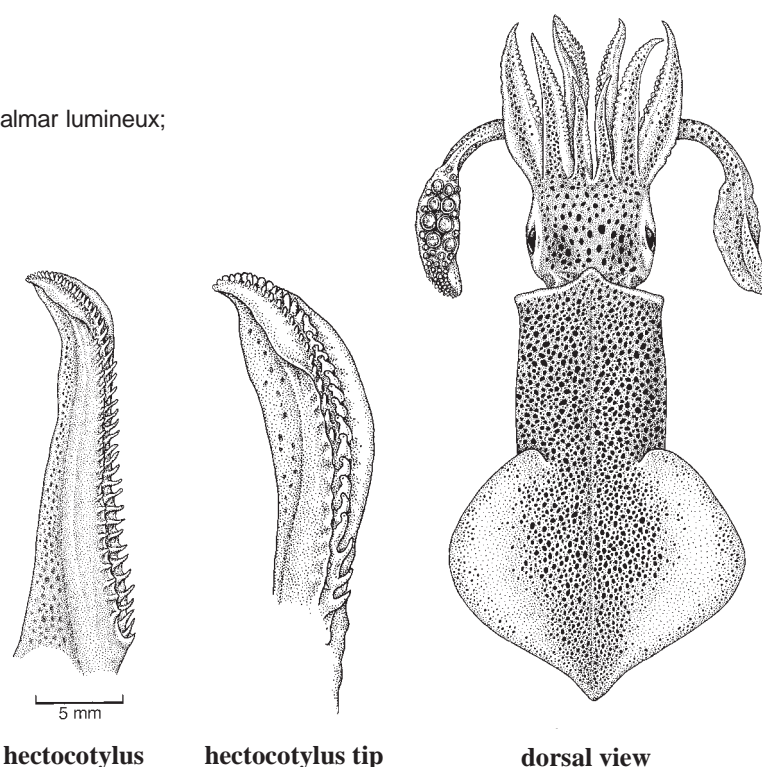 almar lumineux;
5 mm
hectocotylus
hectocotylus tip
dorsal view